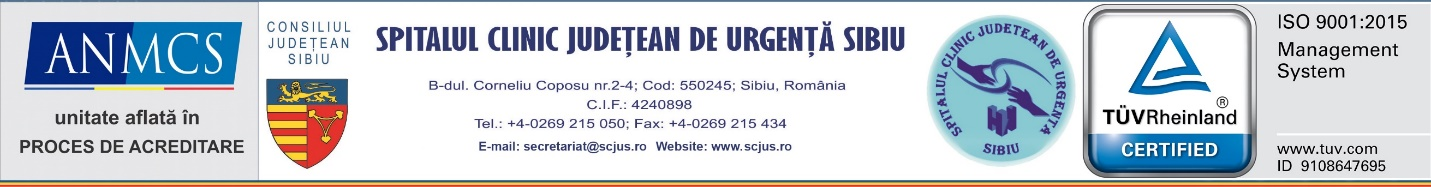 ANMCS
unitate aflată în
PROCES DE ACREDITARE
CONSILIUL
JUDEȚEAN
SIBIU
SPITALUL CLINIC JUDEȚEAN DE URGENȚĂ SIBIU
B-dul. Corneliu Coposu nr.2-4; Cod: 550245; Sibiu, România
C.I.F.: 4240898
Tel.: +4-0269 215 050; Fax: +4-0269 215 434
E-mail: secretariat@scjus.ro Website: www.scjus.ro
SPITALUL CLINIC JUDETEAN DE URGENȚĂ
SIBIU
TÜVRheinland®
CERTIFIED
ISO 9001:2015
Management
System
www.tuv.com
ID 9108647695